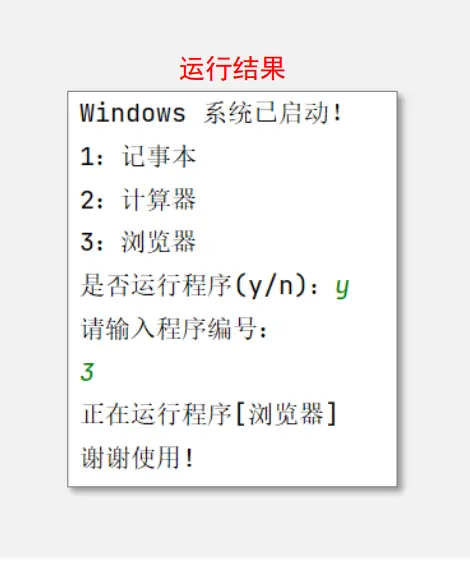 运行结果
Windows 系统已启动!
1: 记事本
2: 计算器
3: 浏览器
是否运行程序(y/n): y
请输入程序编号:
3
正在运行程序[浏览器]
谢谢使用!